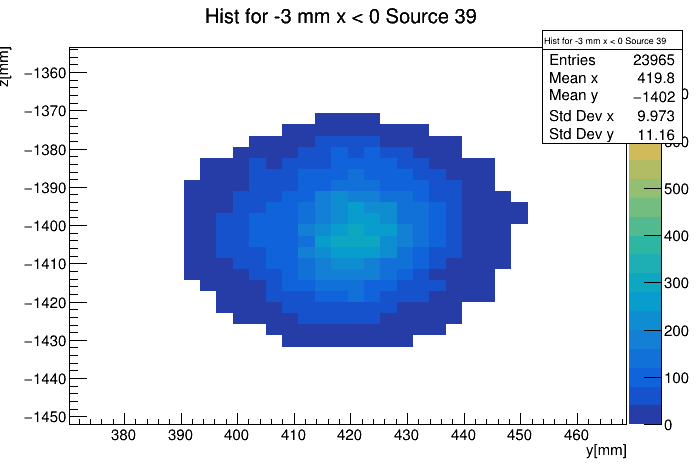 Hist for -3 mm x < 0 Source 39
Hist for -3 mm x < 0 Source 39
Entries 23965
Mean x 419.8
Mean y −1402
Std Dev x 9.973
Std Dev y 11.16
z[mm]
−1360
−1370
−1380
−1390
−1400
−1410
−1420
−1430
−1440
−1450
500
400
300
200
100
0
380 390 400 410 420 430 440 450 460
y[mm]